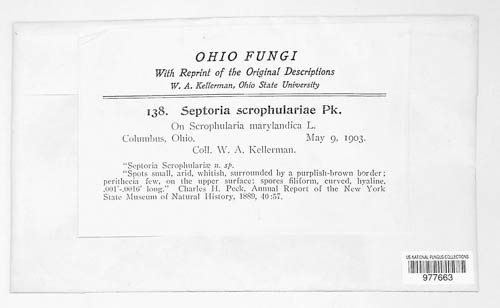 OHIO FUNGI
With Reprint of the Original Descriptions
W. A. Kellerman, Ohio State University
138. Septoria scrophulariae Pk.
On Scrophularia marylandica L.
Columbus, Ohio. May 9, 1903.
Coll. W. A. Kellerman.
"Septoria Scrophulariæ n. sp.
"Spots small, arid, whitish, surrounded by a purplish-brown border;
perithecia few, on the upper surface; spores filiform, curved, hyaline,
.001'-.0016' long." Charles H. Peck, Annual Report of the New York
State Museum of Natural History, 1889, 40:57.
US NATIONAL FUNGUS COLLECTIONS
977663